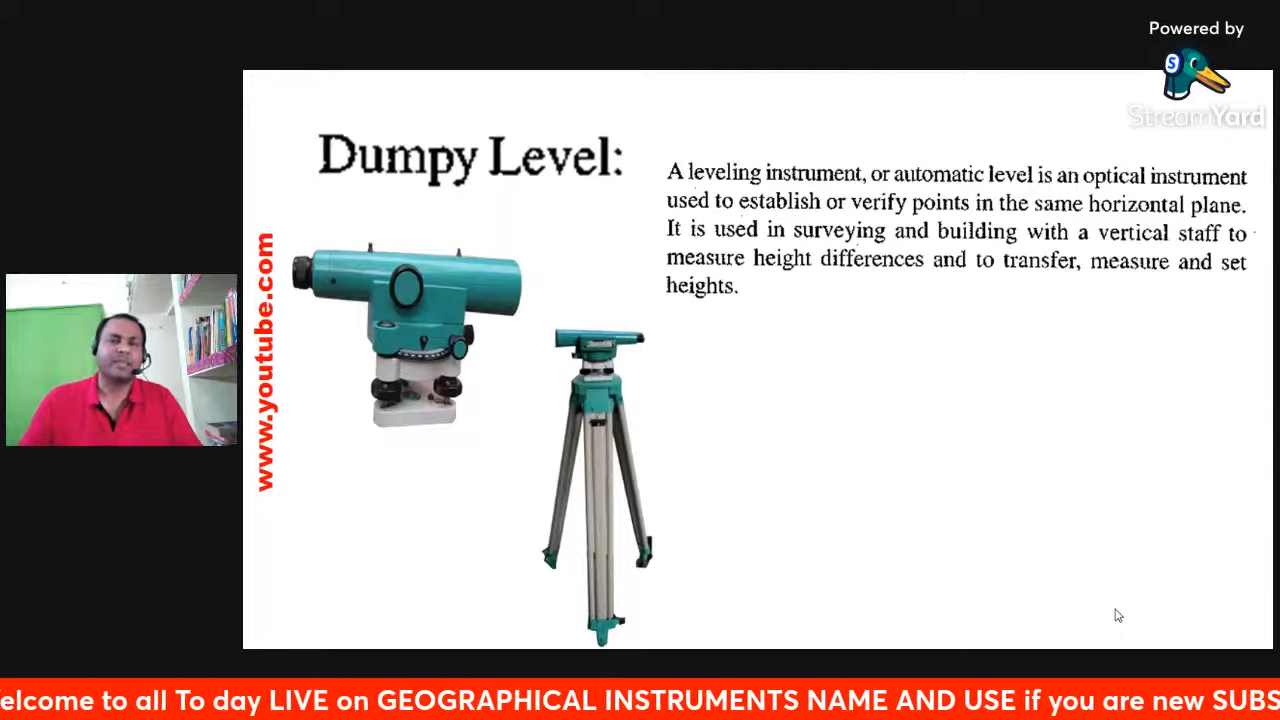 Powered by
StreamYard
Dumpy Level:
A leveling instrument, or automatic level is an optical instrument
used to establish or verify points in the same horizontal plane.
It is used in surveying and building with a vertical staff to
measure height differences and to transfer, measure and set
heights.
www.youtube.com
elcome to all To day LIVE on GEOGRAPHICAL INSTRUMENTS NAME AND USE if you are new SUBS